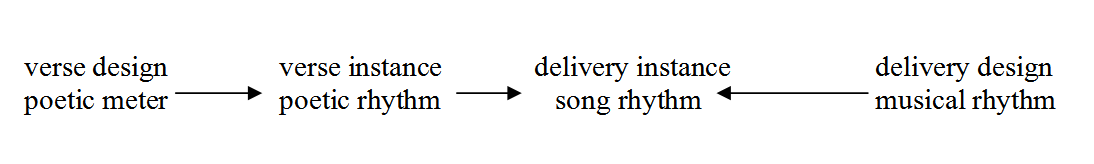 verse design
poetic meter
verse instance
poetic rhythm
delivery instance
song rhythm
delivery design
musical rhythm